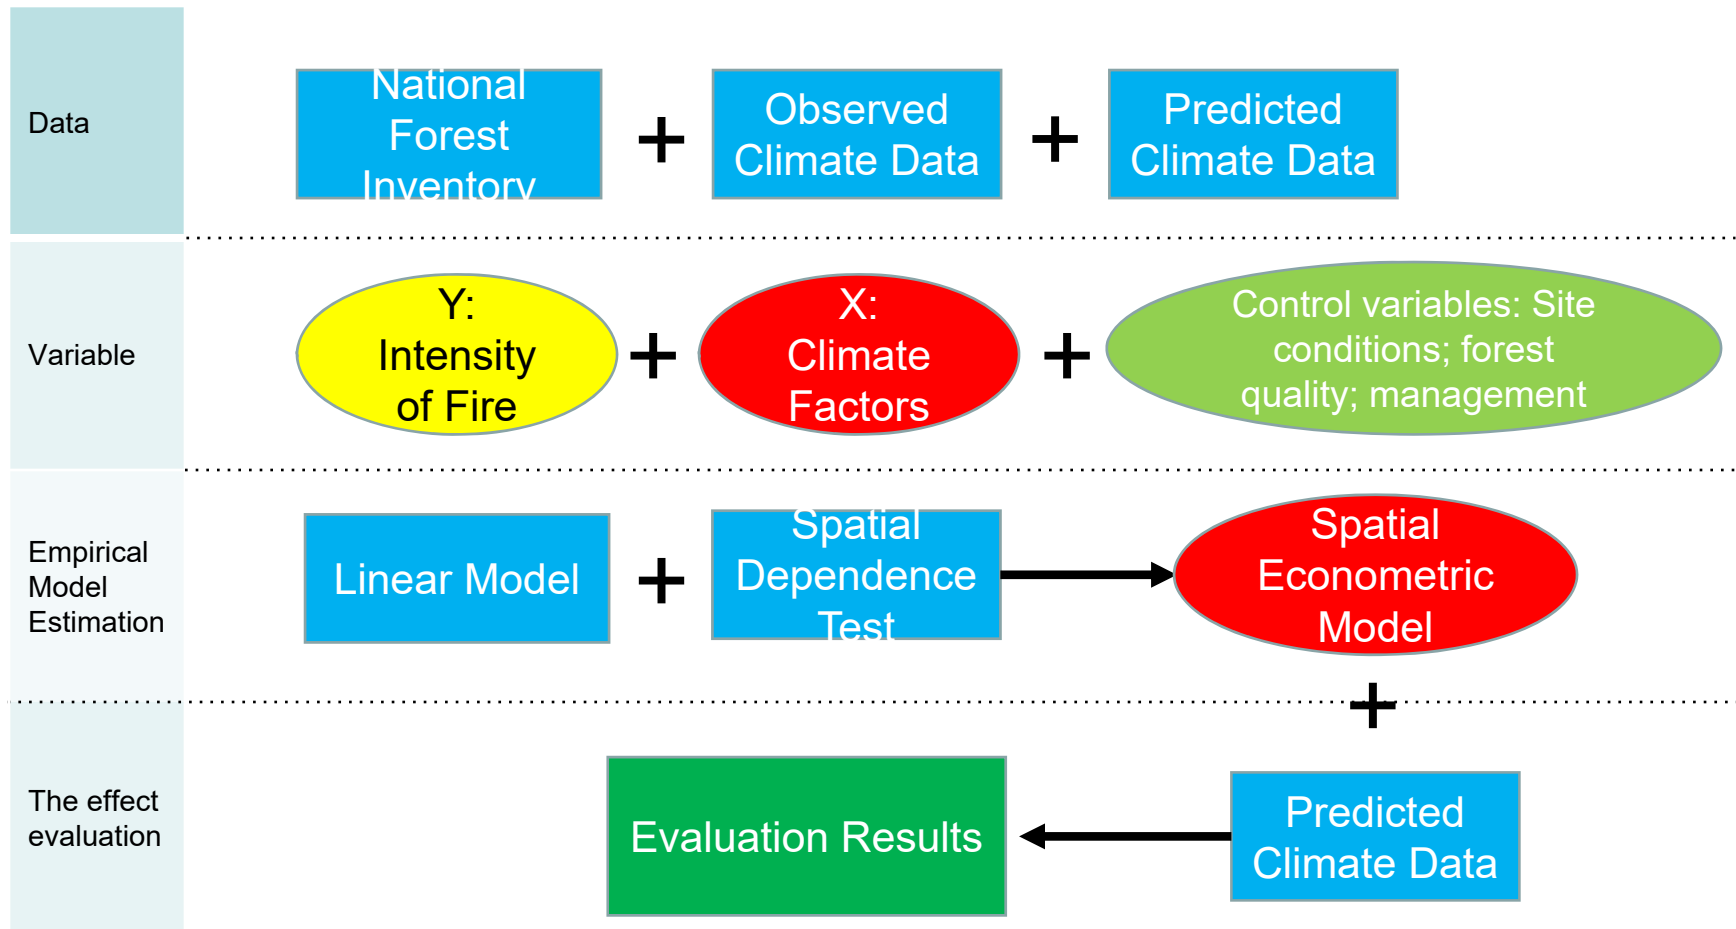 Data
National
Forest
Inventory
+
Observed
Climate Data
+
Predicted
Climate Data
Variable
Y:
Intensity
of Fire
+
X:
Climate
Factors
+
Control variables: Site
conditions; forest
quality; management
Empirical
Model
Estimation
Linear Model
+
Spatial
Dependence
Test
Spatial
Econometric
Model
+
The effect
evaluation
Evaluation Results
Predicted
Climate Data